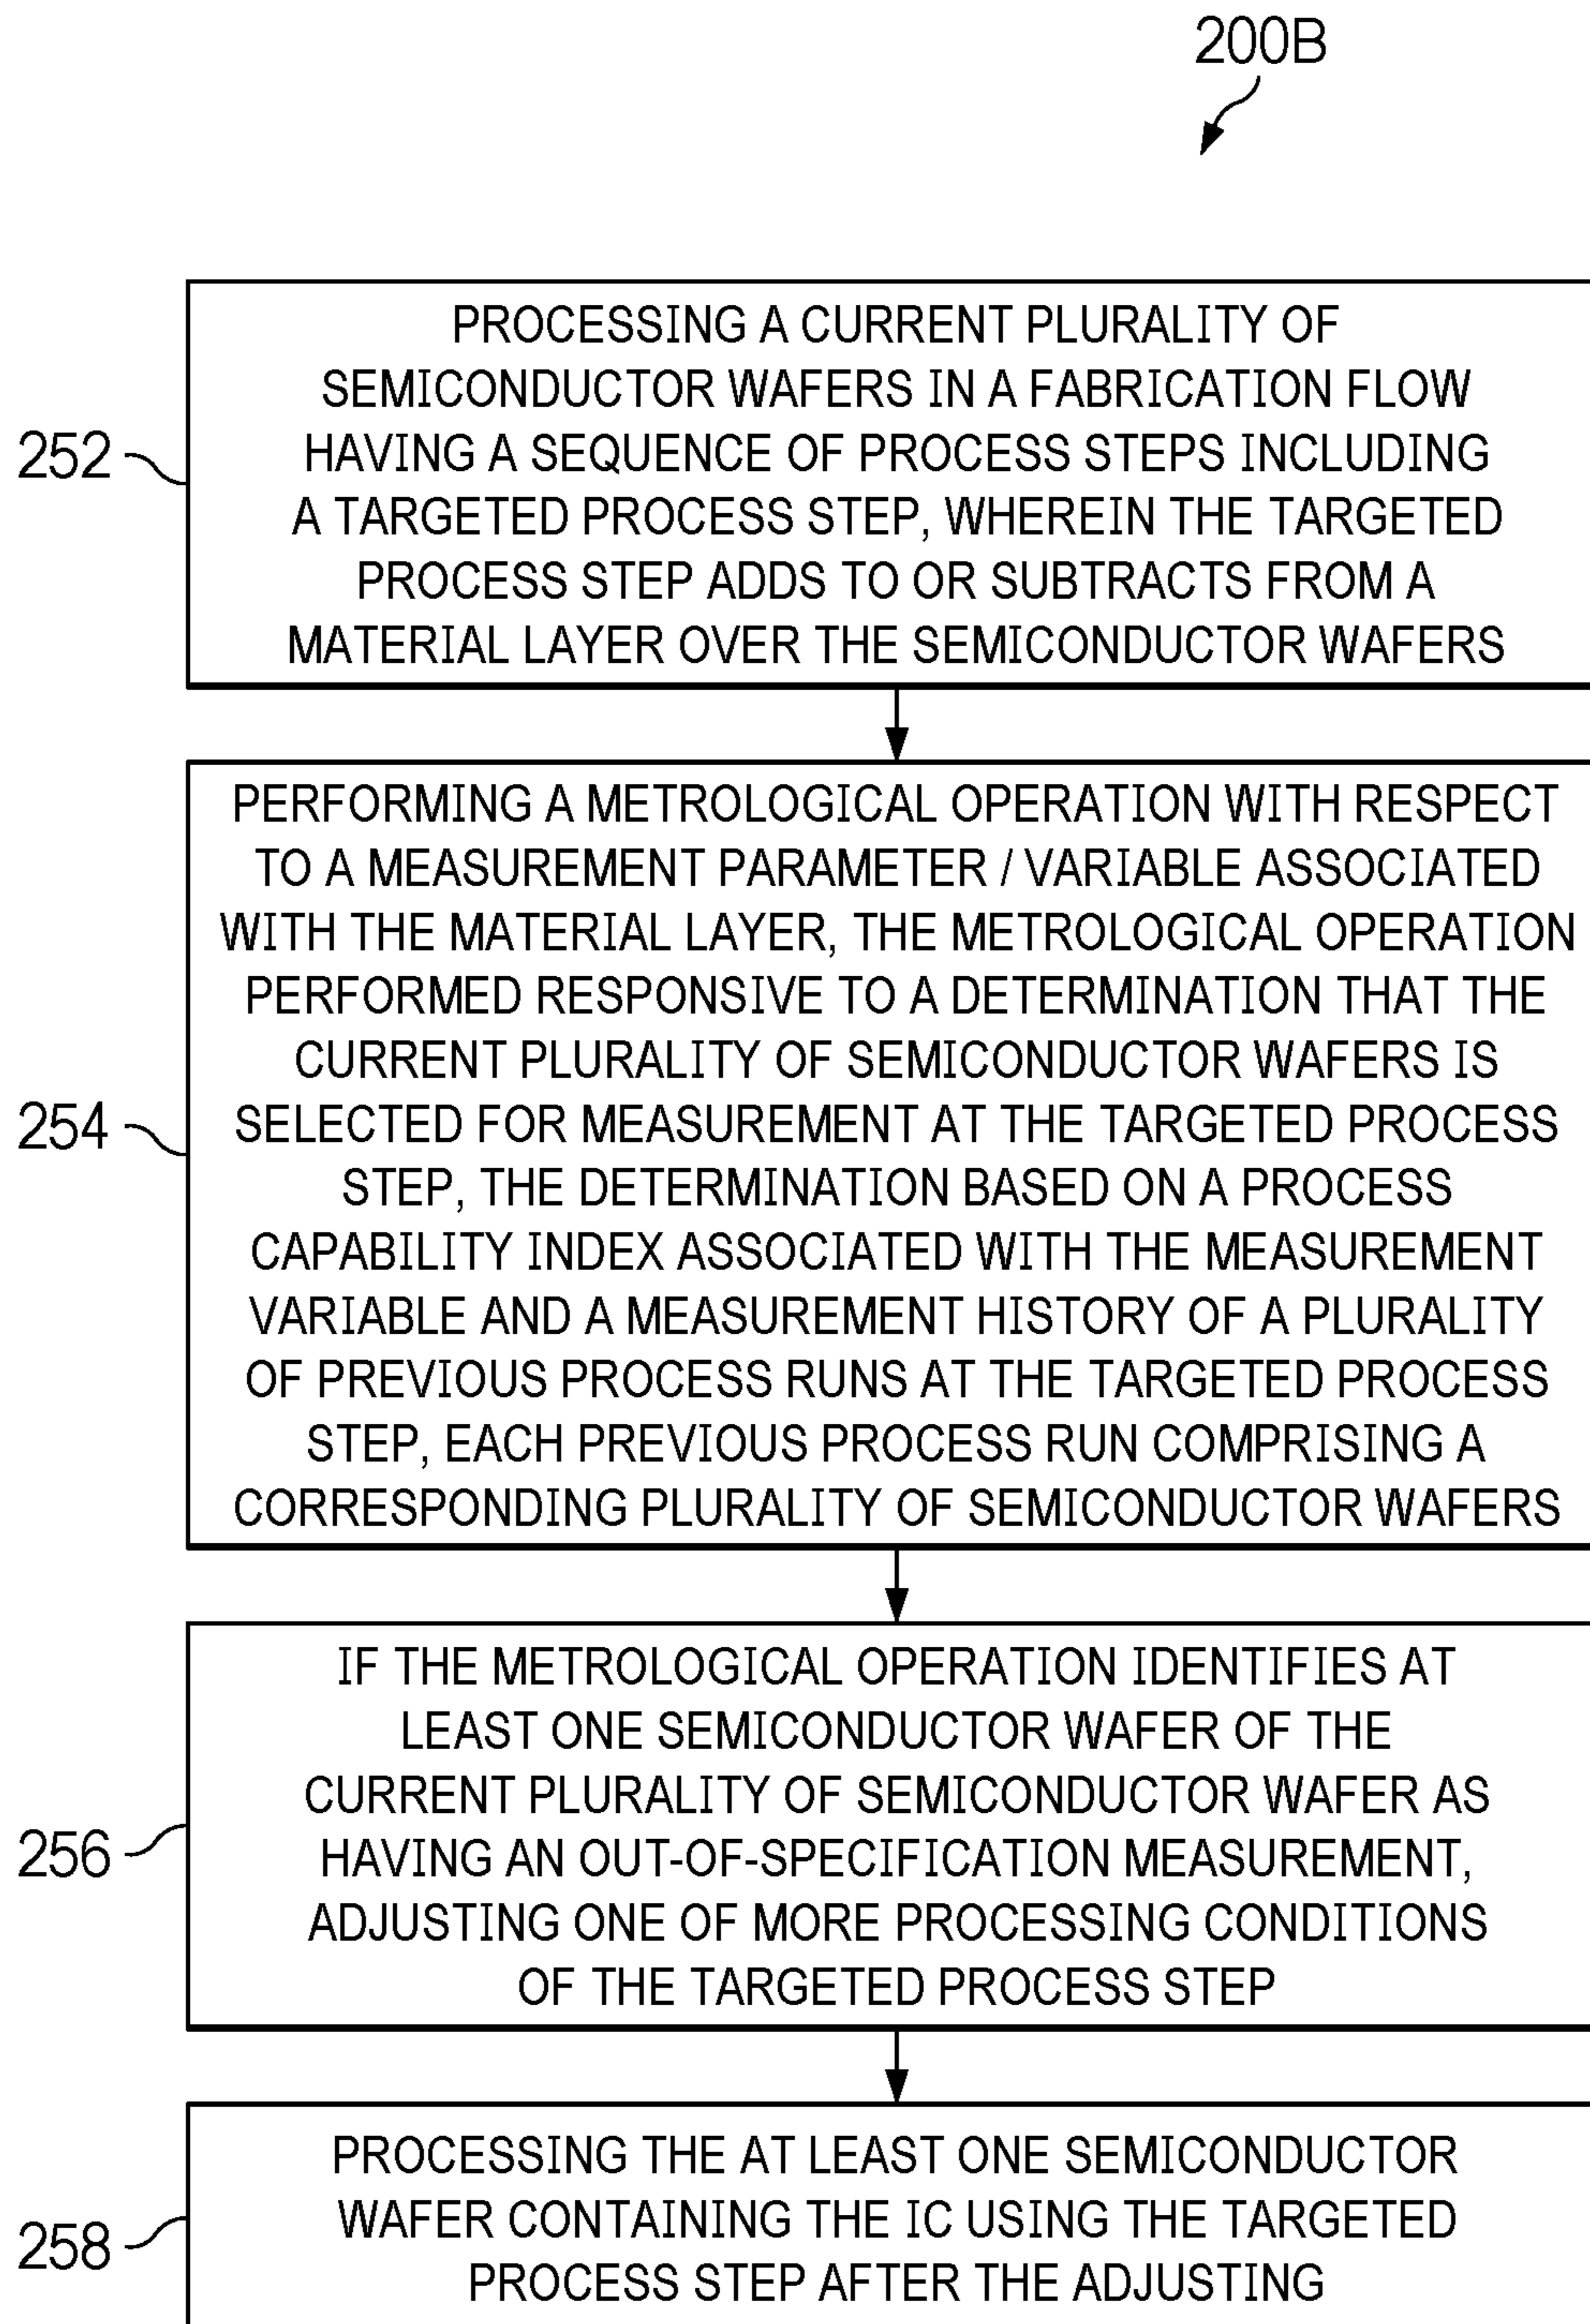 200B
252
PROCESSING A CURRENT PLURALITY OF
SEMICONDUCTOR WAFERS IN A FABRICATION FLOW
HAVING A SEQUENCE OF PROCESS STEPS INCLUDING
A TARGETED PROCESS STEP, WHEREIN THE TARGETED
PROCESS STEP ADDS TO OR SUBTRACTS FROM A
MATERIAL LAYER OVER THE SEMICONDUCTOR WAFERS
254
PERFORMING A METROLOGICAL OPERATION WITH RESPECT
TO A MEASUREMENT PARAMETER / VARIABLE ASSOCIATED
WITH THE MATERIAL LAYER, THE METROLOGICAL OPERATION
PERFORMED RESPONSIVE TO A DETERMINATION THAT THE
CURRENT PLURALITY OF SEMICONDUCTOR WAFERS IS
SELECTED FOR MEASUREMENT AT THE TARGETED PROCESS
STEP, THE DETERMINATION BASED ON A PROCESS
CAPABILITY INDEX ASSOCIATED WITH THE MEASUREMENT
VARIABLE AND A MEASUREMENT HISTORY OF A PLURALITY
OF PREVIOUS PROCESS RUNS AT THE TARGETED PROCESS
STEP, EACH PREVIOUS PROCESS RUN COMPRISING A
CORRESPONDING PLURALITY OF SEMICONDUCTOR WAFERS
256
IF THE METROLOGICAL OPERATION IDENTIFIES AT
LEAST ONE SEMICONDUCTOR WAFER OF THE
CURRENT PLURALITY OF SEMICONDUCTOR WAFER AS
HAVING AN OUT-OF-SPECIFICATION MEASUREMENT,
ADJUSTING ONE OF MORE PROCESSING CONDITIONS
OF THE TARGETED PROCESS STEP
258
PROCESSING THE AT LEAST ONE SEMICONDUCTOR
WAFER CONTAINING THE IC USING THE TARGETED
PROCESS STEP AFTER THE ADJUSTING